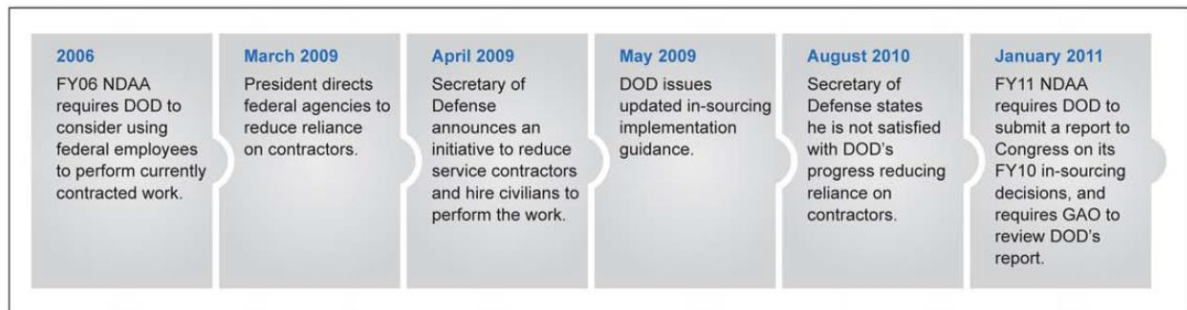 2006
FY06 NDAA
requires DOD to
consider using
federal employees
to perform currently
contracted work.
March 2009
President directs
federal agencies to
reduce reliance
on contractors.
April 2009
Secretary of
Defense
announces an
initiative to reduce
service contractors
and hire civilians to
perform the work.
May 2009
DOD issues
updated in-sourcing
implementation
guidance.
August 2010
Secretary of
Defense states
he is not satisfied
with DOD's
progress reducing
reliance on
contractors.
January 2011
FY11 NDAA
requires DOD to
submit a report to
Congress on its
FY10 in-sourcing
decisions, and
requires GAO to
review DOD's
report.